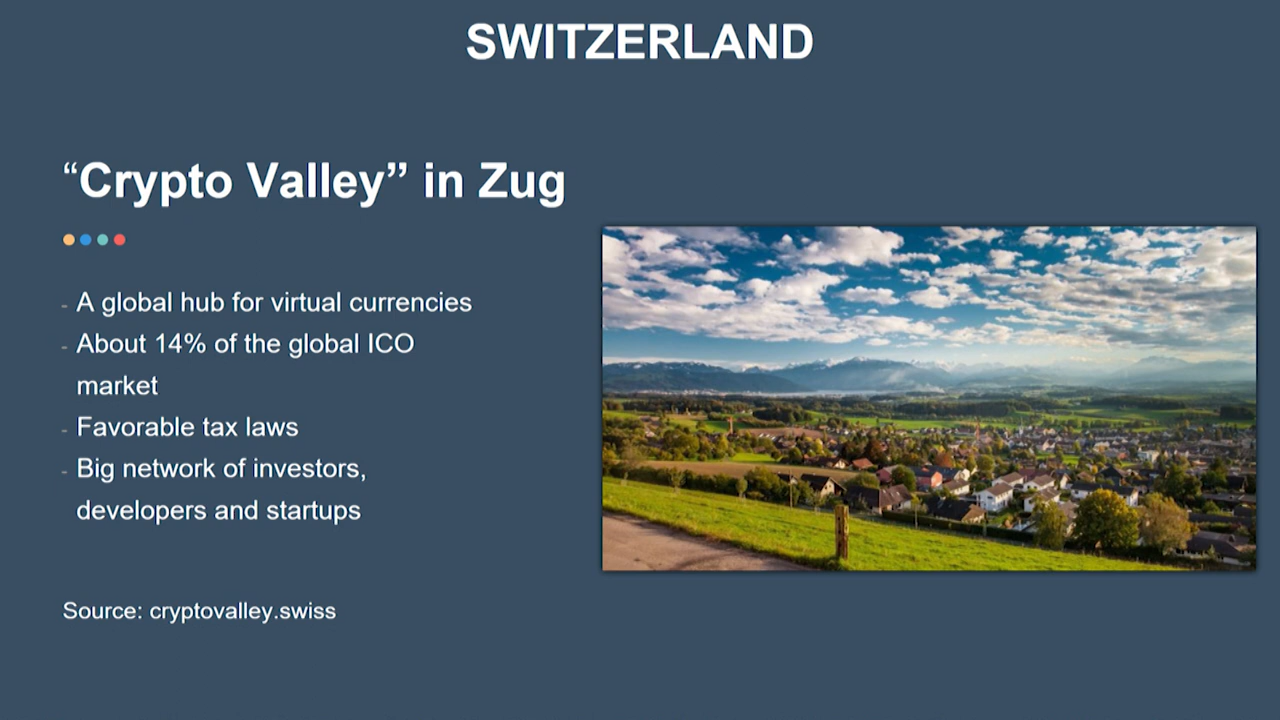 SWITZERLAND
“Crypto Valley” in Zug
- A global hub for virtual currencies
- About 14% of the global ICO
market
- Favorable tax laws
- Big network of investors,
developers and startups
Source: cryptovalley.swiss